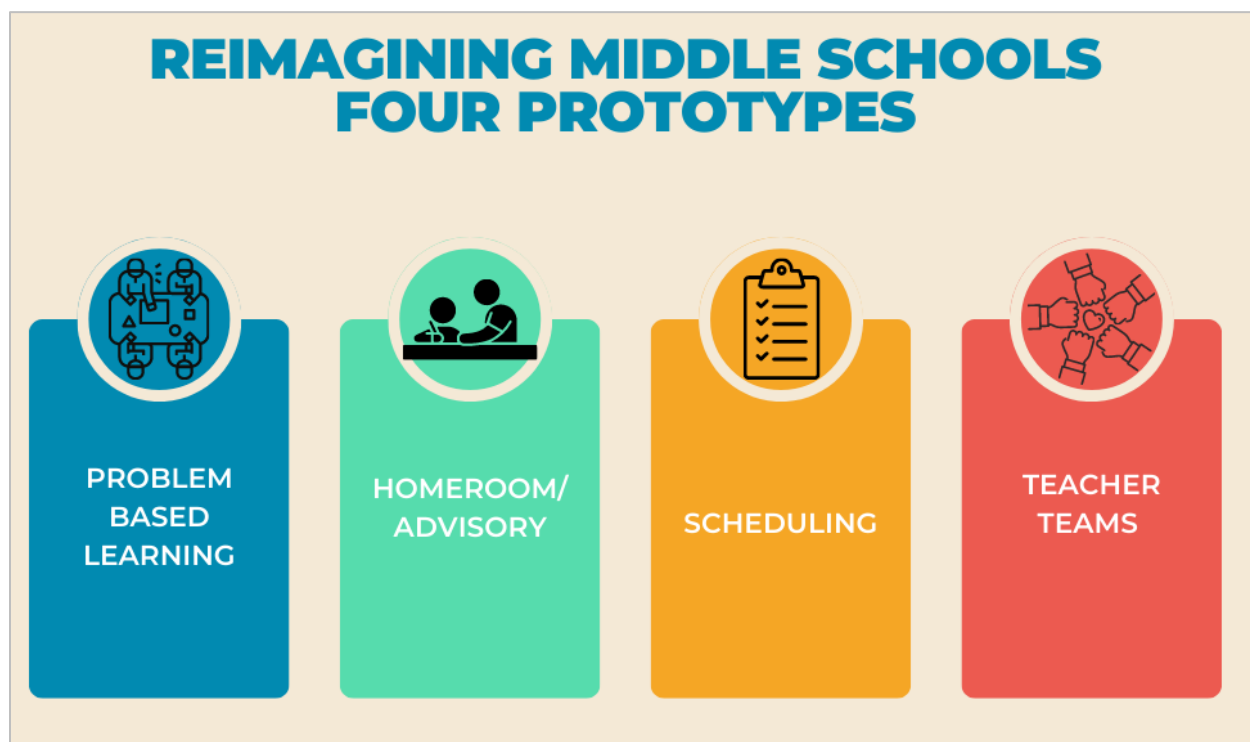 REIMAGINING MIDDLE SCHOOLS
FOUR PROTOTYPES
PROBLEM
BASED
LEARNING
HOMEROOM/
ADVISORY
SCHEDULING
TEACHER
TEAMS